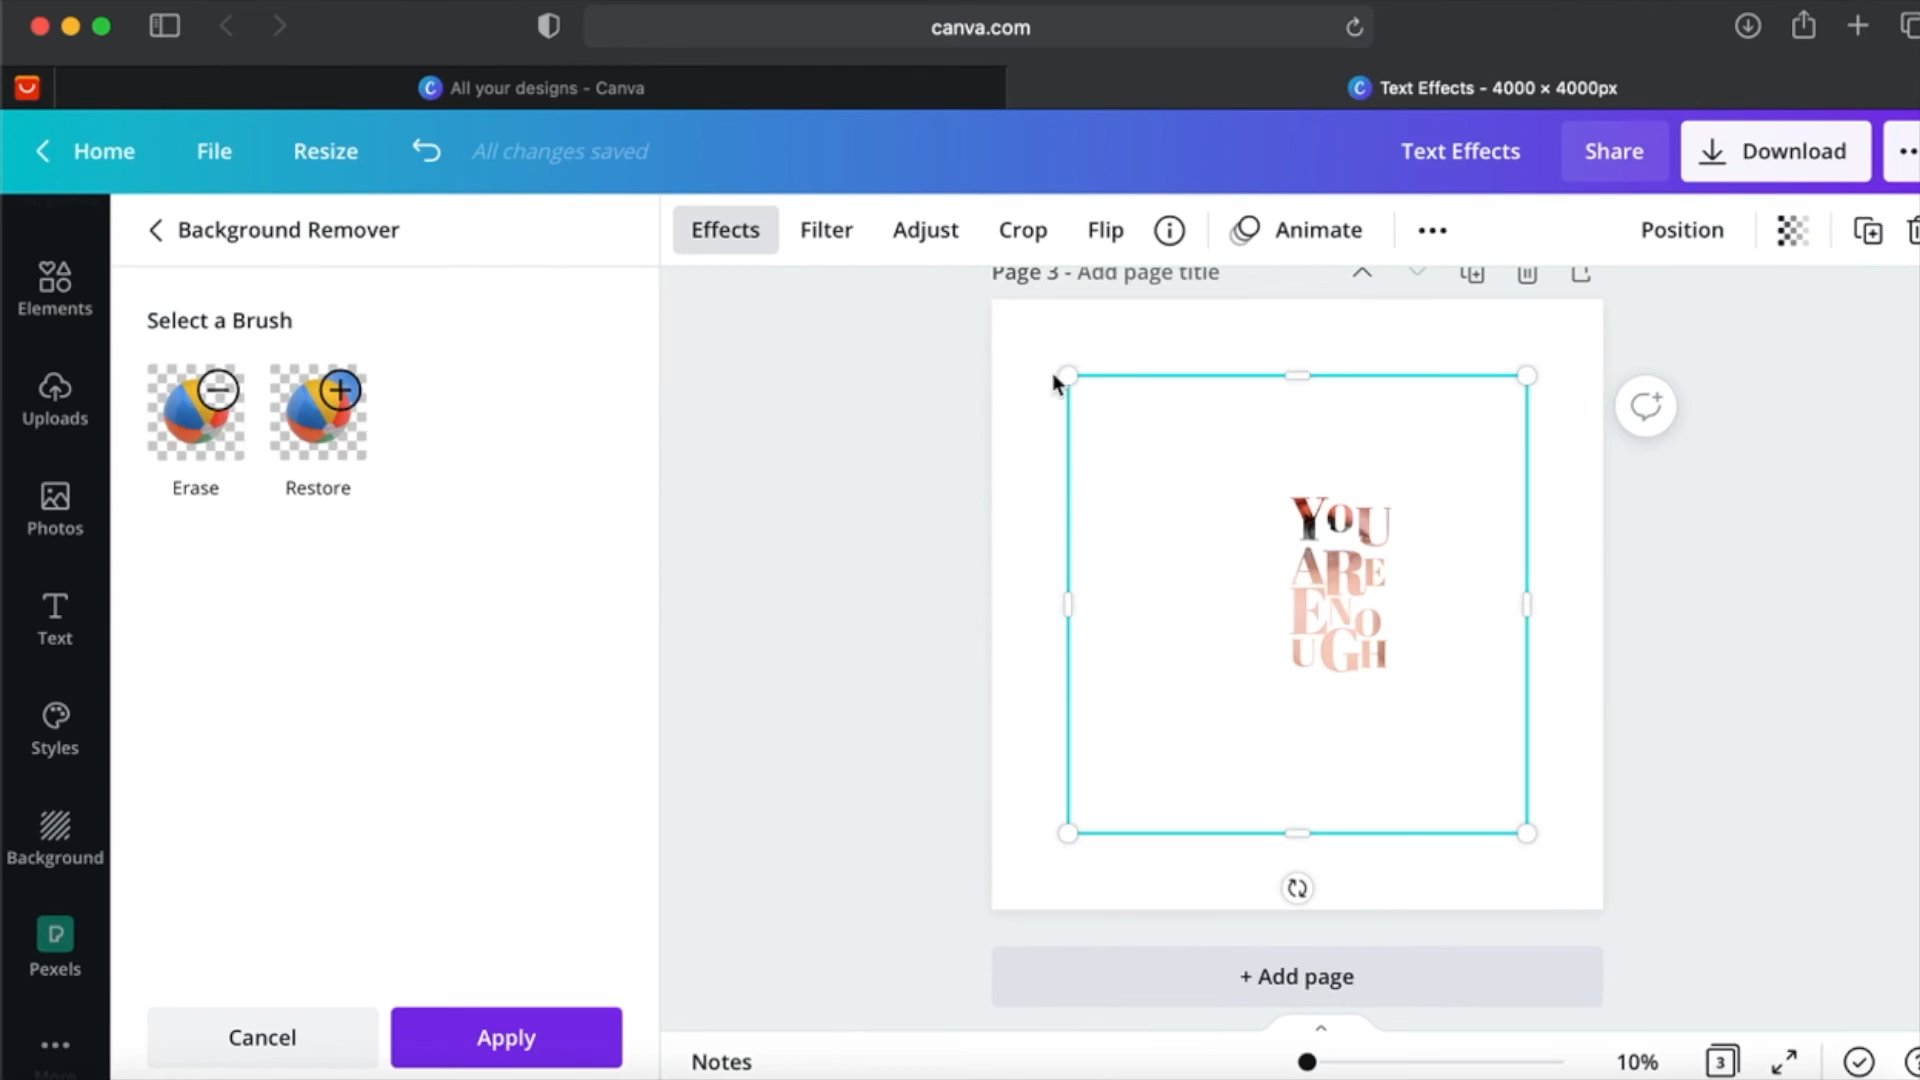 canva.com
All your designs - Canva
Text Effects - 4000 × 4000px
Home
File
Resize
All changes saved
Text Effects
Share
Download
Background Remover
Effects
Filter
Adjust
Crop
Flip
Animate
Position
Page 3 - Add page title
Elements
Uploads
Photos
Text
Styles
Background
Pexels
More
Select a Brush
Erase
Restore
YOU
ARE
ENO
UGH
+ Add page
Cancel
Apply
Notes
10%
3